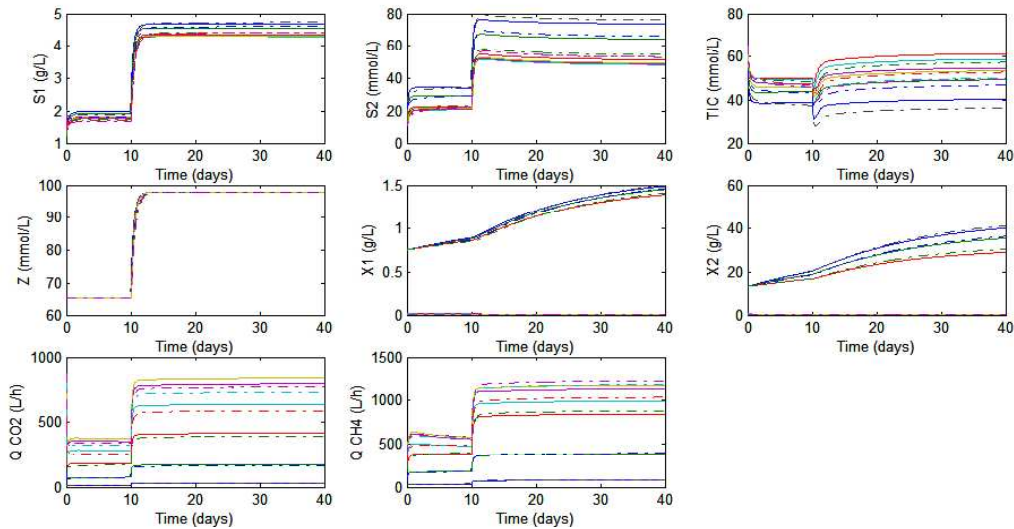 5
4
3
2
1
0 10 20 30 40
S1 (g/L)
Time (days)
80
60
40
20
0
0 10 20 30 40
S2 (mmol/L)
Time (days)
80
60
40
20
0 10 20 30 40
TIC (mmol/L)
Time (days)
100
90
80
70
60
0 10 20 30 40
Z (mmol/L)
Time (days)
1.5
1
0.5
0
0 10 20 30 40
X1 (g/L)
Time (days)
60
40
20
0
0 10 20 30 40
X2 (g/L)
Time (days)
1000
500
0
0 10 20 30 40
Q CO2 (L/h)
Time (days)
1500
1000
500
0
0 10 20 30 40
Q CH4 (L/h)
Time (days)